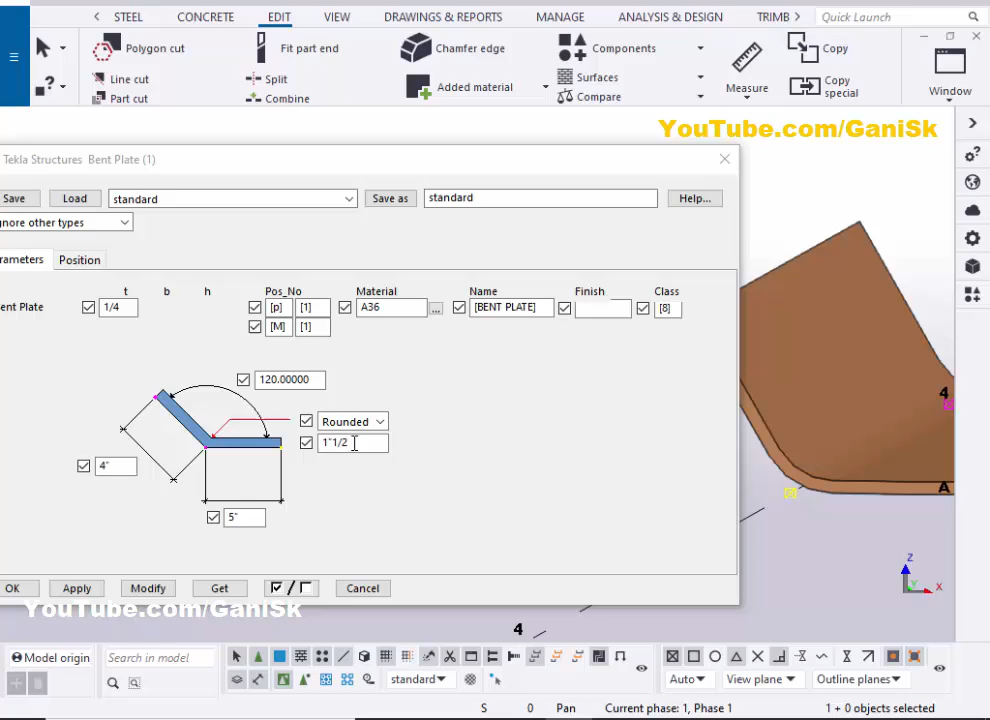 STEEL CONCRETE EDIT VIEW DRAWINGS & REPORTS MANAGE ANALYSIS & DESIGN TRIMB Quick Launch
Polygon cut Fit part end Chamfer edge Components Copy
Line cut Split Added material Surfaces Measure Copy special Window
Part cut Combine Compare
YouTube.com/GaniSk
Tekla Structures Bent Plate (1)
Save Load standard Save as standard Help...
gnore other types
rameters Position
t b h Pos_No Material Name Finish Class
ent Plate 1/4 [p] [1] A36 ... [BENT PLATE] [8]
[M] [1]
120.00000
4
Rounded
1"1/2
4"
A
5"
Z
Y
X
OK Apply Modify Get / Cancel
YouTube.com/GaniSk
4
Model origin Search in model
standard Auto View plane Outline planes
S 0 Pan Current phase: 1, Phase 1 1 + 0 objects selected